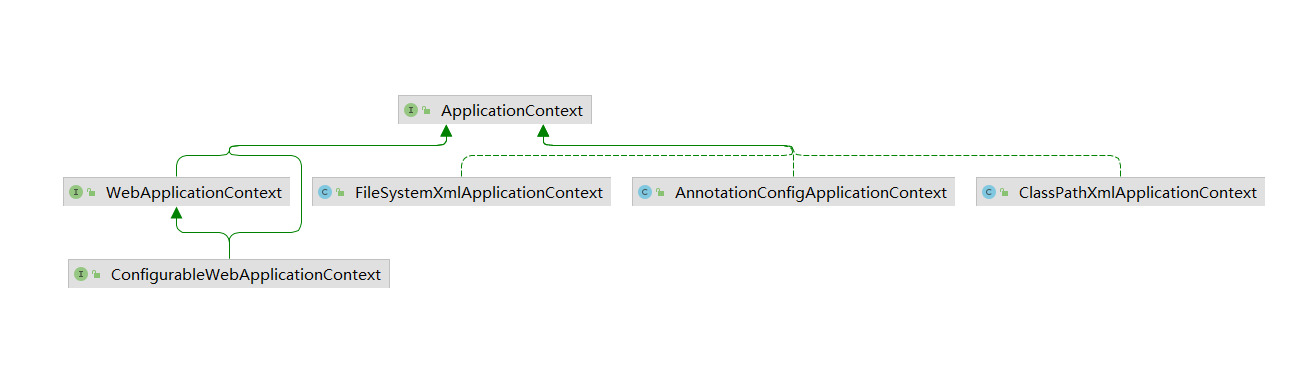 ApplicationContext
WebApplicationContext
FileSystemXmlApplicationContext
AnnotationConfigApplicationContext
ClassPathXmlApplicationContext
ConfigurableWebApplicationContext